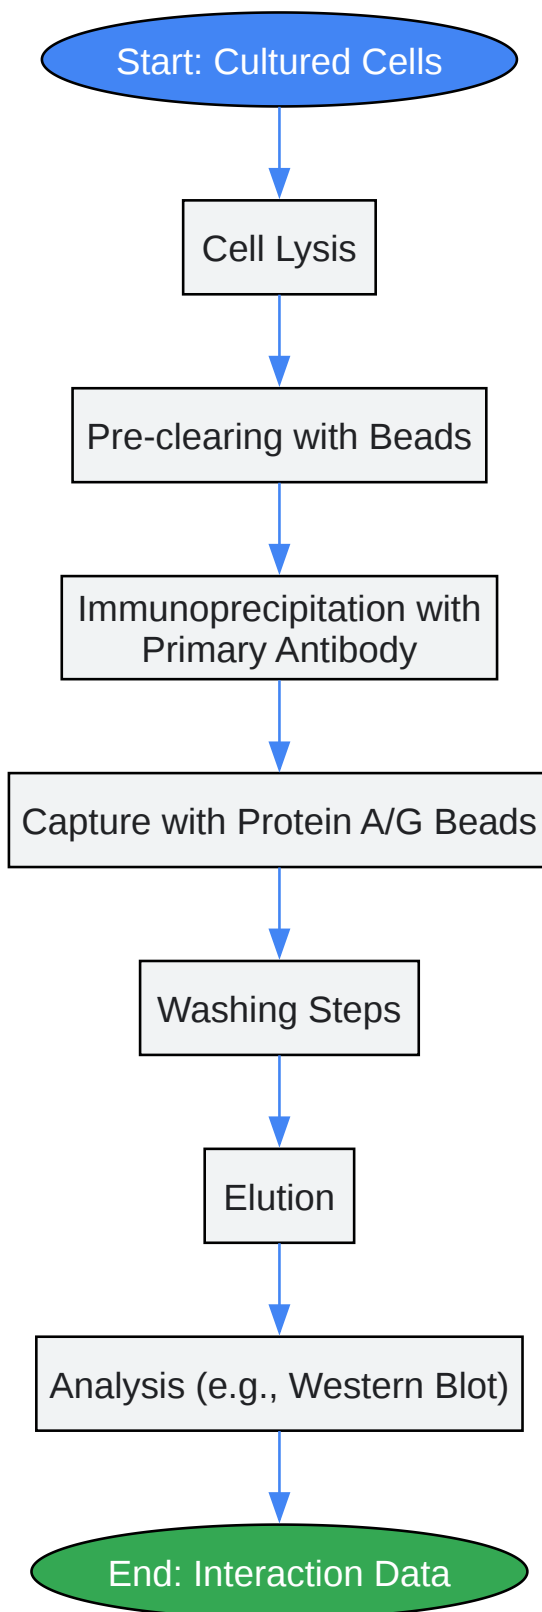 Start: Cultured Cells
Cell Lysis
Pre-clearing with Beads
Immunoprecipitation with
Primary Antibody
Capture with Protein A/G Beads
Washing Steps
Elution
Analysis (e.g., Western Blot)
End: Interaction Data